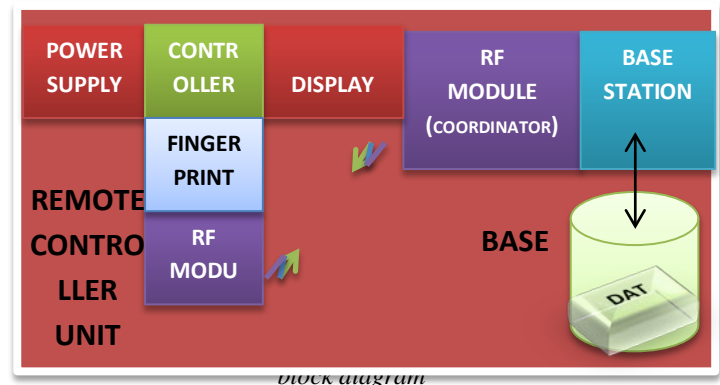 POWER
SUPPLY
CONTR
OLLER
DISPLAY
RF
MODULE
(COORDINATOR)
BASE
STATION
FINGER
PRINT
RF
MODU
REMOTE
CONTRO
LLER
UNIT
BASE
DAT
block diagram